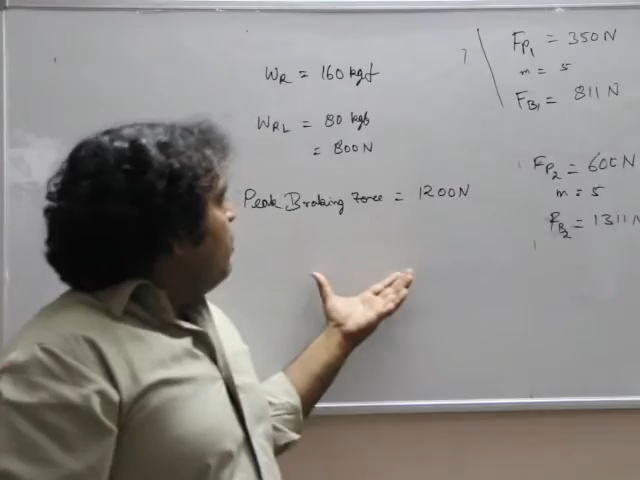 W_R = 160 kgf
W_RL = 80 kgf
= 800 N
Peak Braking Force = 1200N
F_P1 = 350 N
m = 5
F_B1 = 811 N
F_P2 = 600 N
m = 5
F_B2 = 1311 N